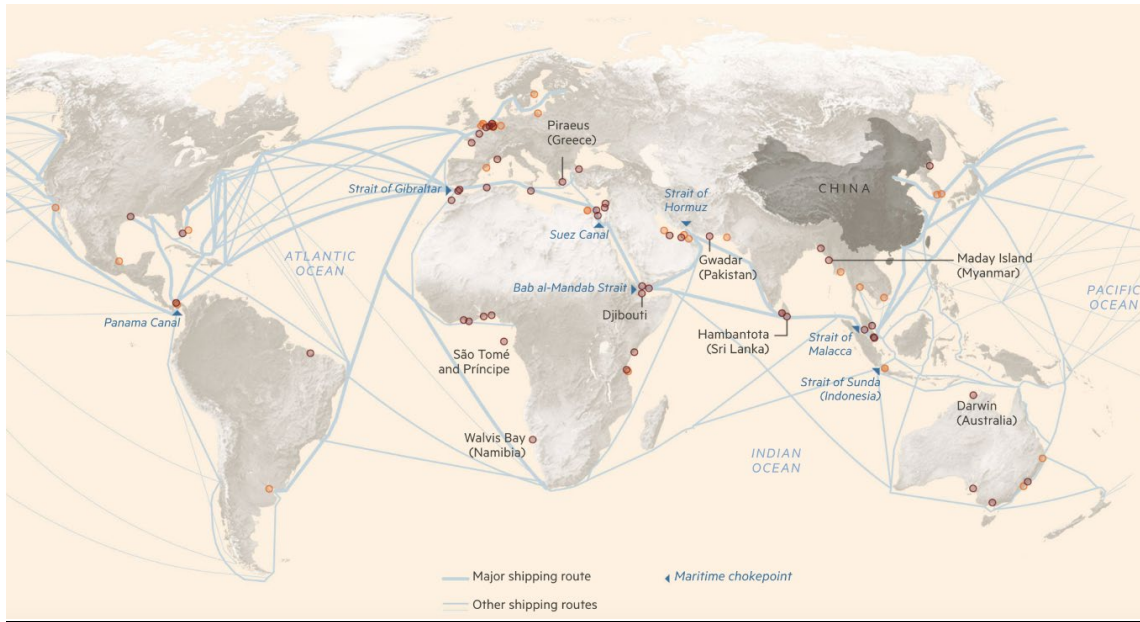 Piraeus
(Greece)
Strait of Gibraltar
Strait of
Hormuz
CHINA
Suez Canal
ATLANTIC
OCEAN
Gwadar
(Pakistan)
Maday Island
(Myanmar)
Bab al-Mandab Strait
PACIFIC
OCEAN
Djibouti
Panama Canal
Hambantota
(Sri Lanka)
Strait of
Malacca
São Tomé
and Príncipe
Strait of Sunda
(Indonesia)
Darwin
(Australia)
Walvis Bay
(Namibia)
INDIAN
OCEAN
Major shipping route
Maritime chokepoint
Other shipping routes